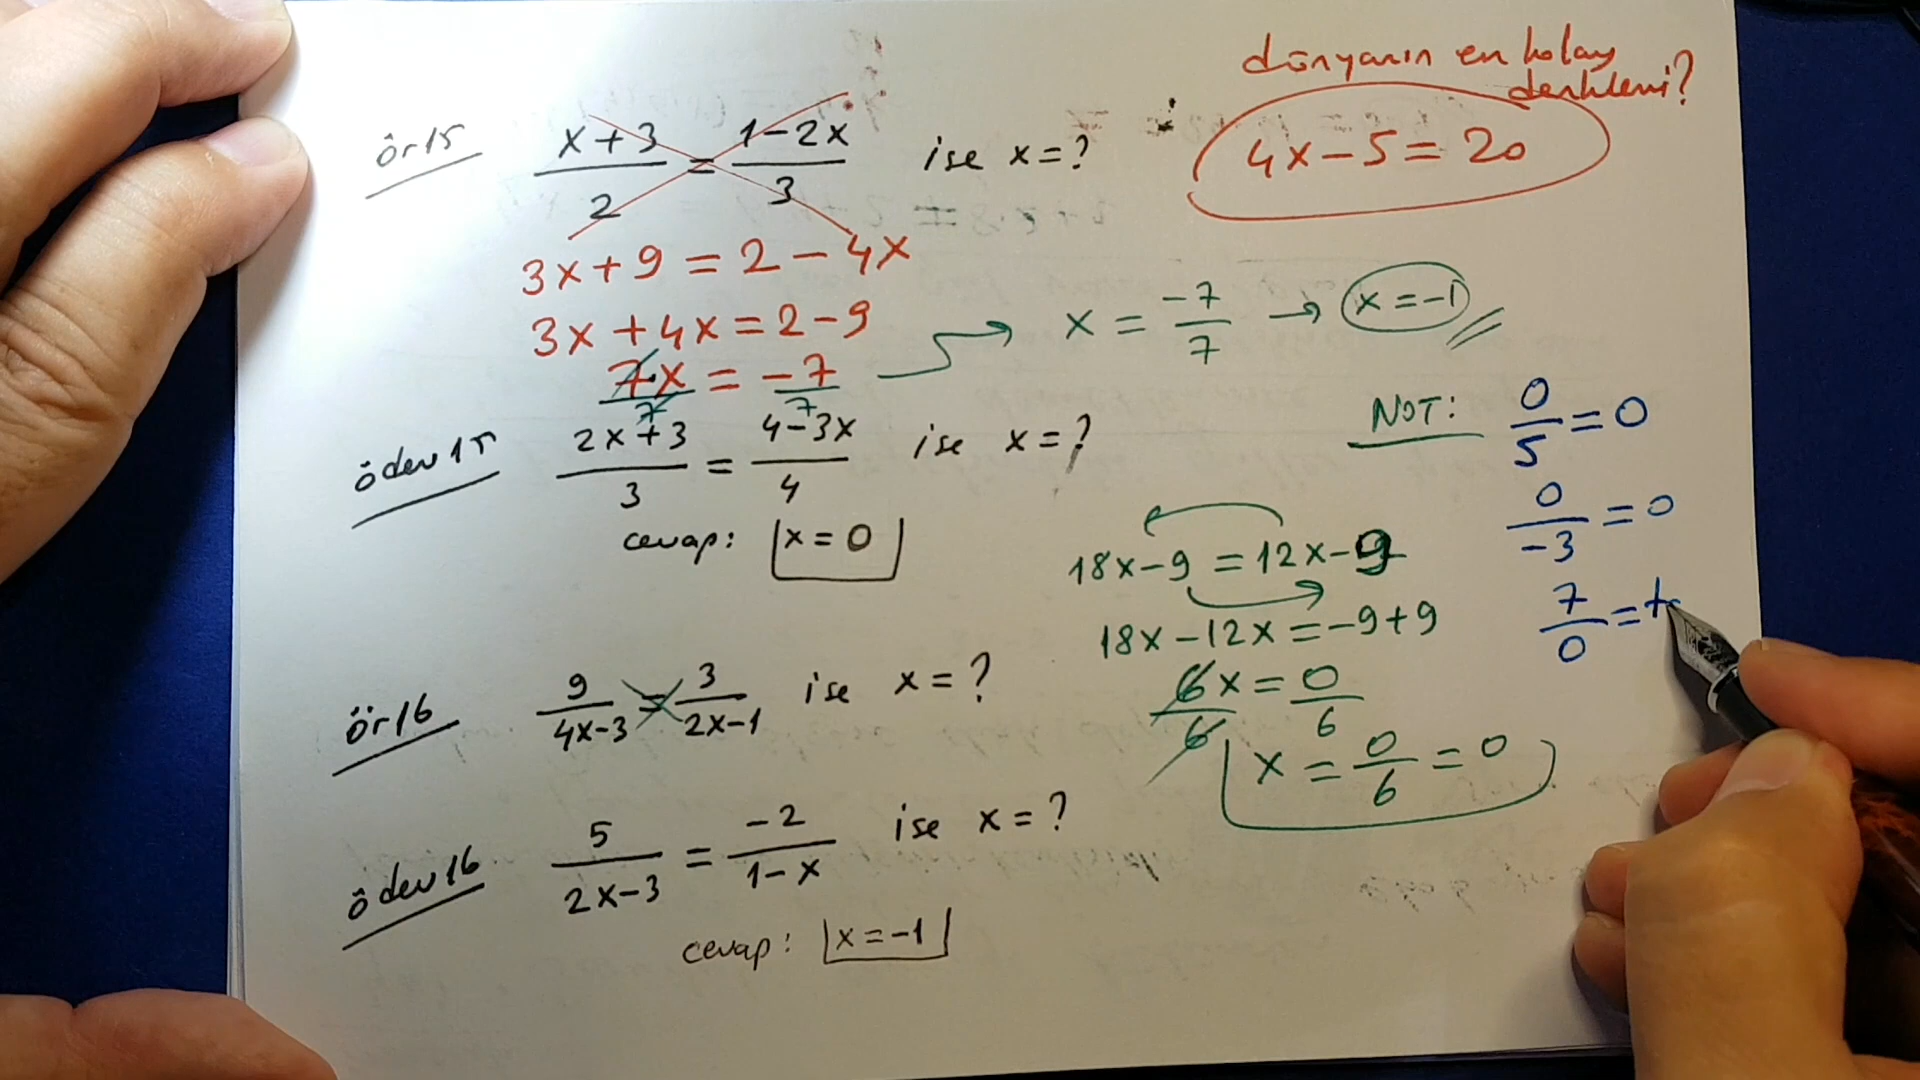 dünyanın en kolay
denklemi?
4x-5=20
ör15 x+3/2 = 1-2x/3 ise x=?
3x+9=2-4x
3x+4x=2-9
7x/7 = -7/7 → x = -7/7 → x=-1
ödev15 2x+3/3 = 4-3x/4 ise x=?
cevap: x=0
ör16 9/4x-3 = 3/2x-1 ise x=?
18x-9=12x-9
18x-12x=-9+9
6x/6 = 0/6
x = 0/6 = 0
ödev16 5/2x-3 = -2/1-x ise x=?
cevap: x=-1
NOT: 0/5 = 0
0/-3 = 0
7/0 =